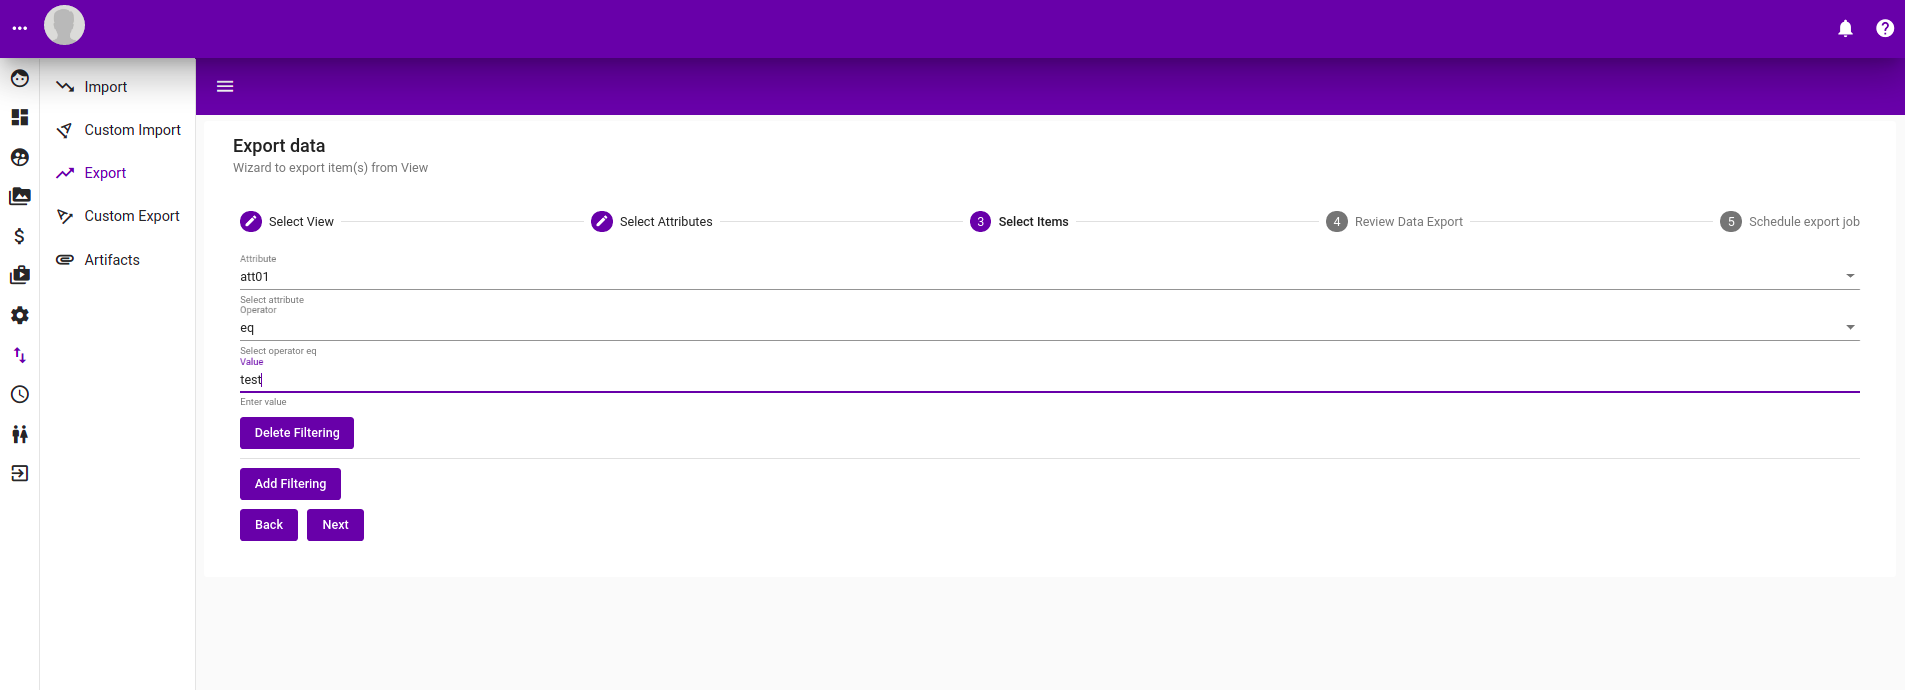 Import
Custom Import
Export
Custom Export
Artifacts
Export data
Wizard to export item(s) from View
Select View
Select Attributes
3 Select Items
4 Review Data Export
5 Schedule export job
Attribute
att01
Select attribute
Operator
eq
Select operator eq
Value
test
Enter value
Delete Filtering
Add Filtering
Back Next